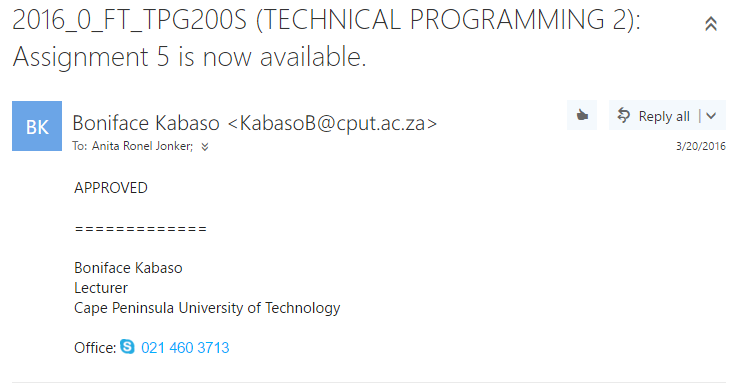 2016_0_FT_TPG200S (TECHNICAL PROGRAMMING 2):
Assignment 5 is now available.
BK
Boniface Kabaso <KabasoB@cput.ac.za>
Reply all
To: Anita Ronel Jonker;
3/20/2016
APPROVED
=============
Boniface Kabaso
Lecturer
Cape Peninsula University of Technology
Office: 021 460 3713